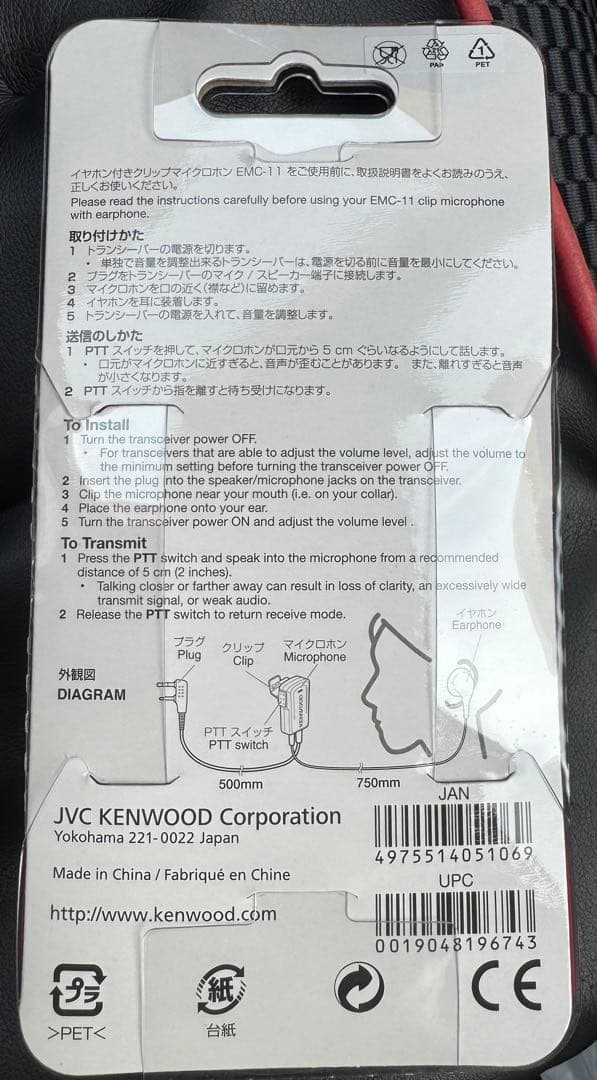 PAP
1
PET
イヤホン付きクリップマイクロホン EMC-11 をご使用前に、取扱説明書をよくお読みのうえ、
正しくお使いください。
Please read the instructions carefully before using your EMC-11 clip microphone
with earphone.
取り付けかた
1 トランシーバーの電源を切ります。
• 単独で音量を調整出来るトランシーバーは、電源を切る前に音量を最小にしてください。
2 プラグをトランシーバーのマイク / スピーカー端子に接続します。
3 マイクロホンを口の近く(襟など)に留めます。
4 イヤホンを耳に装着します。
5 トランシーバーの電源を入れて、音量を調整します。
送信のしかた
1 PTT スイッチを押して、マイクロホンが口元から 5 cm ぐらいなるようにして話します。
• 口元がマイクロホンに近すぎると、音声が歪むことがあります。 また、離れすぎると音声
が小さくなります。
2 PTT スイッチから指を離すと待ち受けになります。
To Install
1 Turn the transceiver power OFF.
• For transceivers that are able to adjust the volume level, adjust the volume to
the minimum setting before turning the transceiver power OFF.
2 Insert the plug into the speaker/microphone jacks on the transceiver.
3 Clip the microphone near your mouth (i.e. on your collar).
4 Place the earphone onto your ear.
5 Turn the transceiver power ON and adjust the volume level .
To Transmit
1 Press the PTT switch and speak into the microphone from a recommended
distance of 5 cm (2 inches).
• Talking closer or farther away can result in loss of clarity, an excessively wide
transmit signal, or weak audio.
2 Release the PTT switch to return receive mode.
イヤホン
Earphone
プラグ
Plug
クリップ
Clip
マイクロホン
Microphone
外観図
DIAGRAM
KENWOOD
PTT スイッチ
PTT switch
500mm
750mm
JVC KENWOOD Corporation
Yokohama 221-0022 Japan
JAN
4975514051069
Made in China / Fabriqué en Chine
UPC
http://www.kenwood.com
0019048196743
プラ
>PET<
紙
台紙
CE